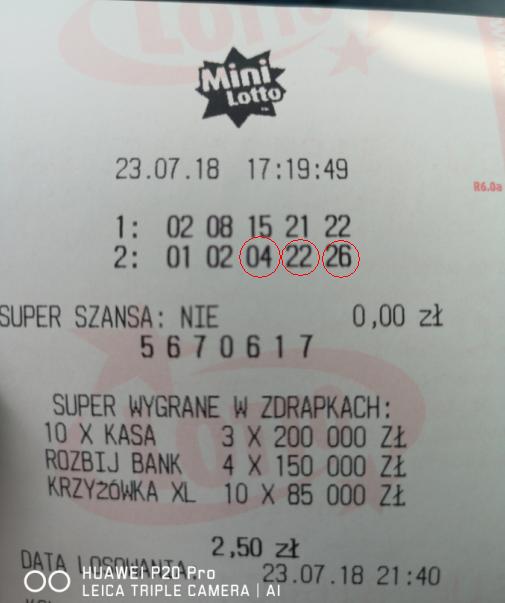 Mini
Lotto
23.07.18 17:19:49
R6.0a
1: 02 08 15 21 22
2: 01 02 04 22 26
SUPER SZANSA: NIE 0,00 zł
5670617
SUPER WYGRANE W ZDRAPKACH:
10 X KASA 3 X 200 000 ZŁ
ROZBIJ BANK 4 X 150 000 ZŁ
KRZYŻÓWKA XL 10 X 85 000 ZŁ
2,50 zł
DATA LOSOWANIA: 23.07.18 21:40
HUAWEI P20 Pro
LEICA TRIPLE CAMERA | AI